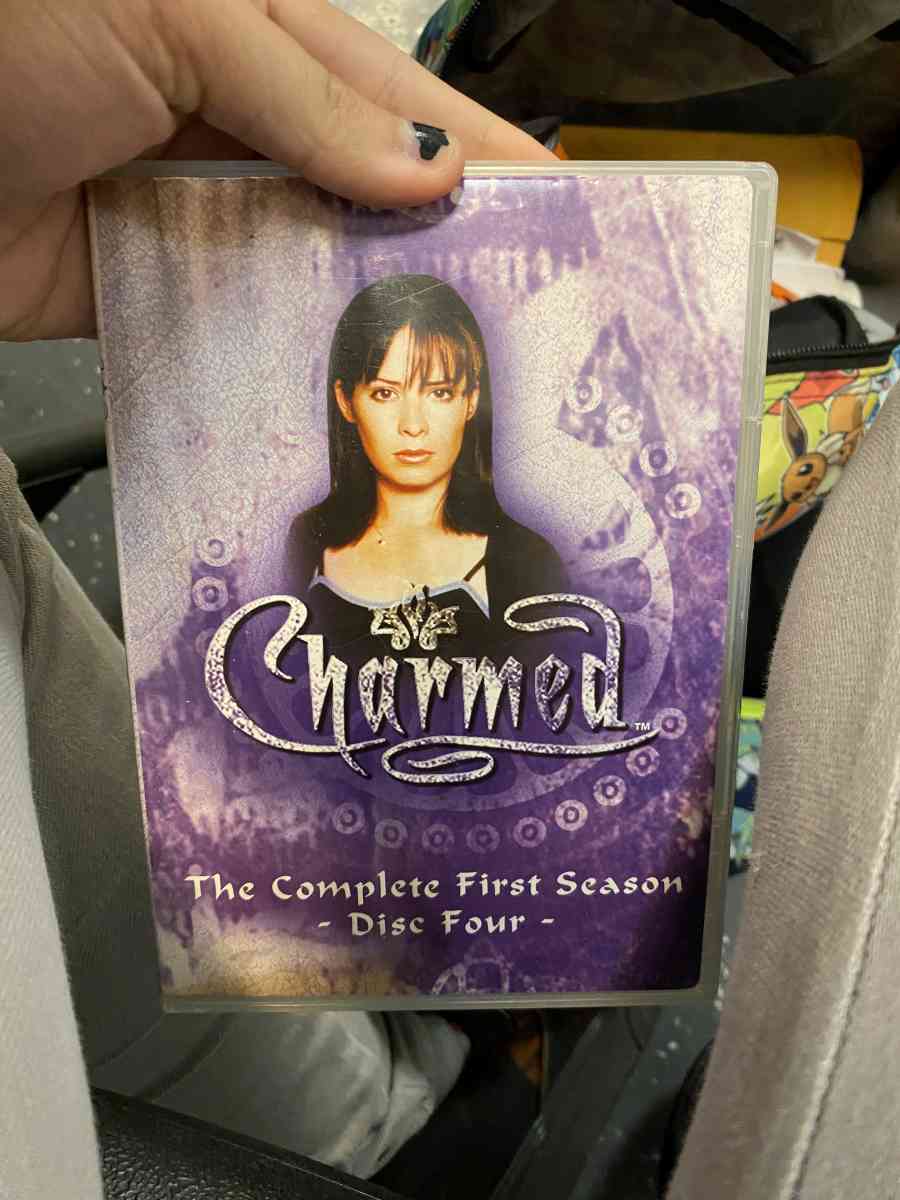 Charmed™
The Complete First Season
- Disc Four -